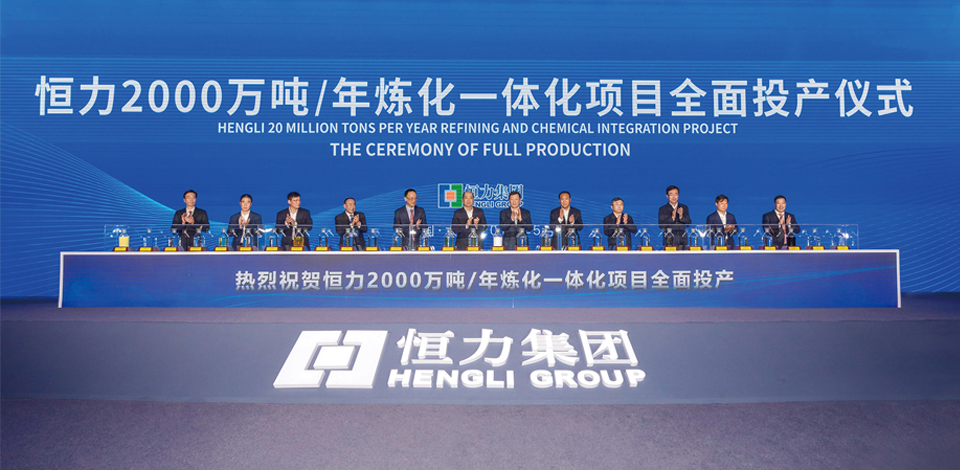 恒力2000万吨/年炼化一体化项目全面投产仪式
HENGLI 20 MILLION TONS PER YEAR REFINING AND CHEMICAL INTEGRATION PROJECT
THE CEREMONY OF FULL PRODUCTION
恒力集团
HENGLI GROUP
热烈祝贺恒力2000万吨/年炼化一体化项目全面投产
恒力集团
HENGLI GROUP